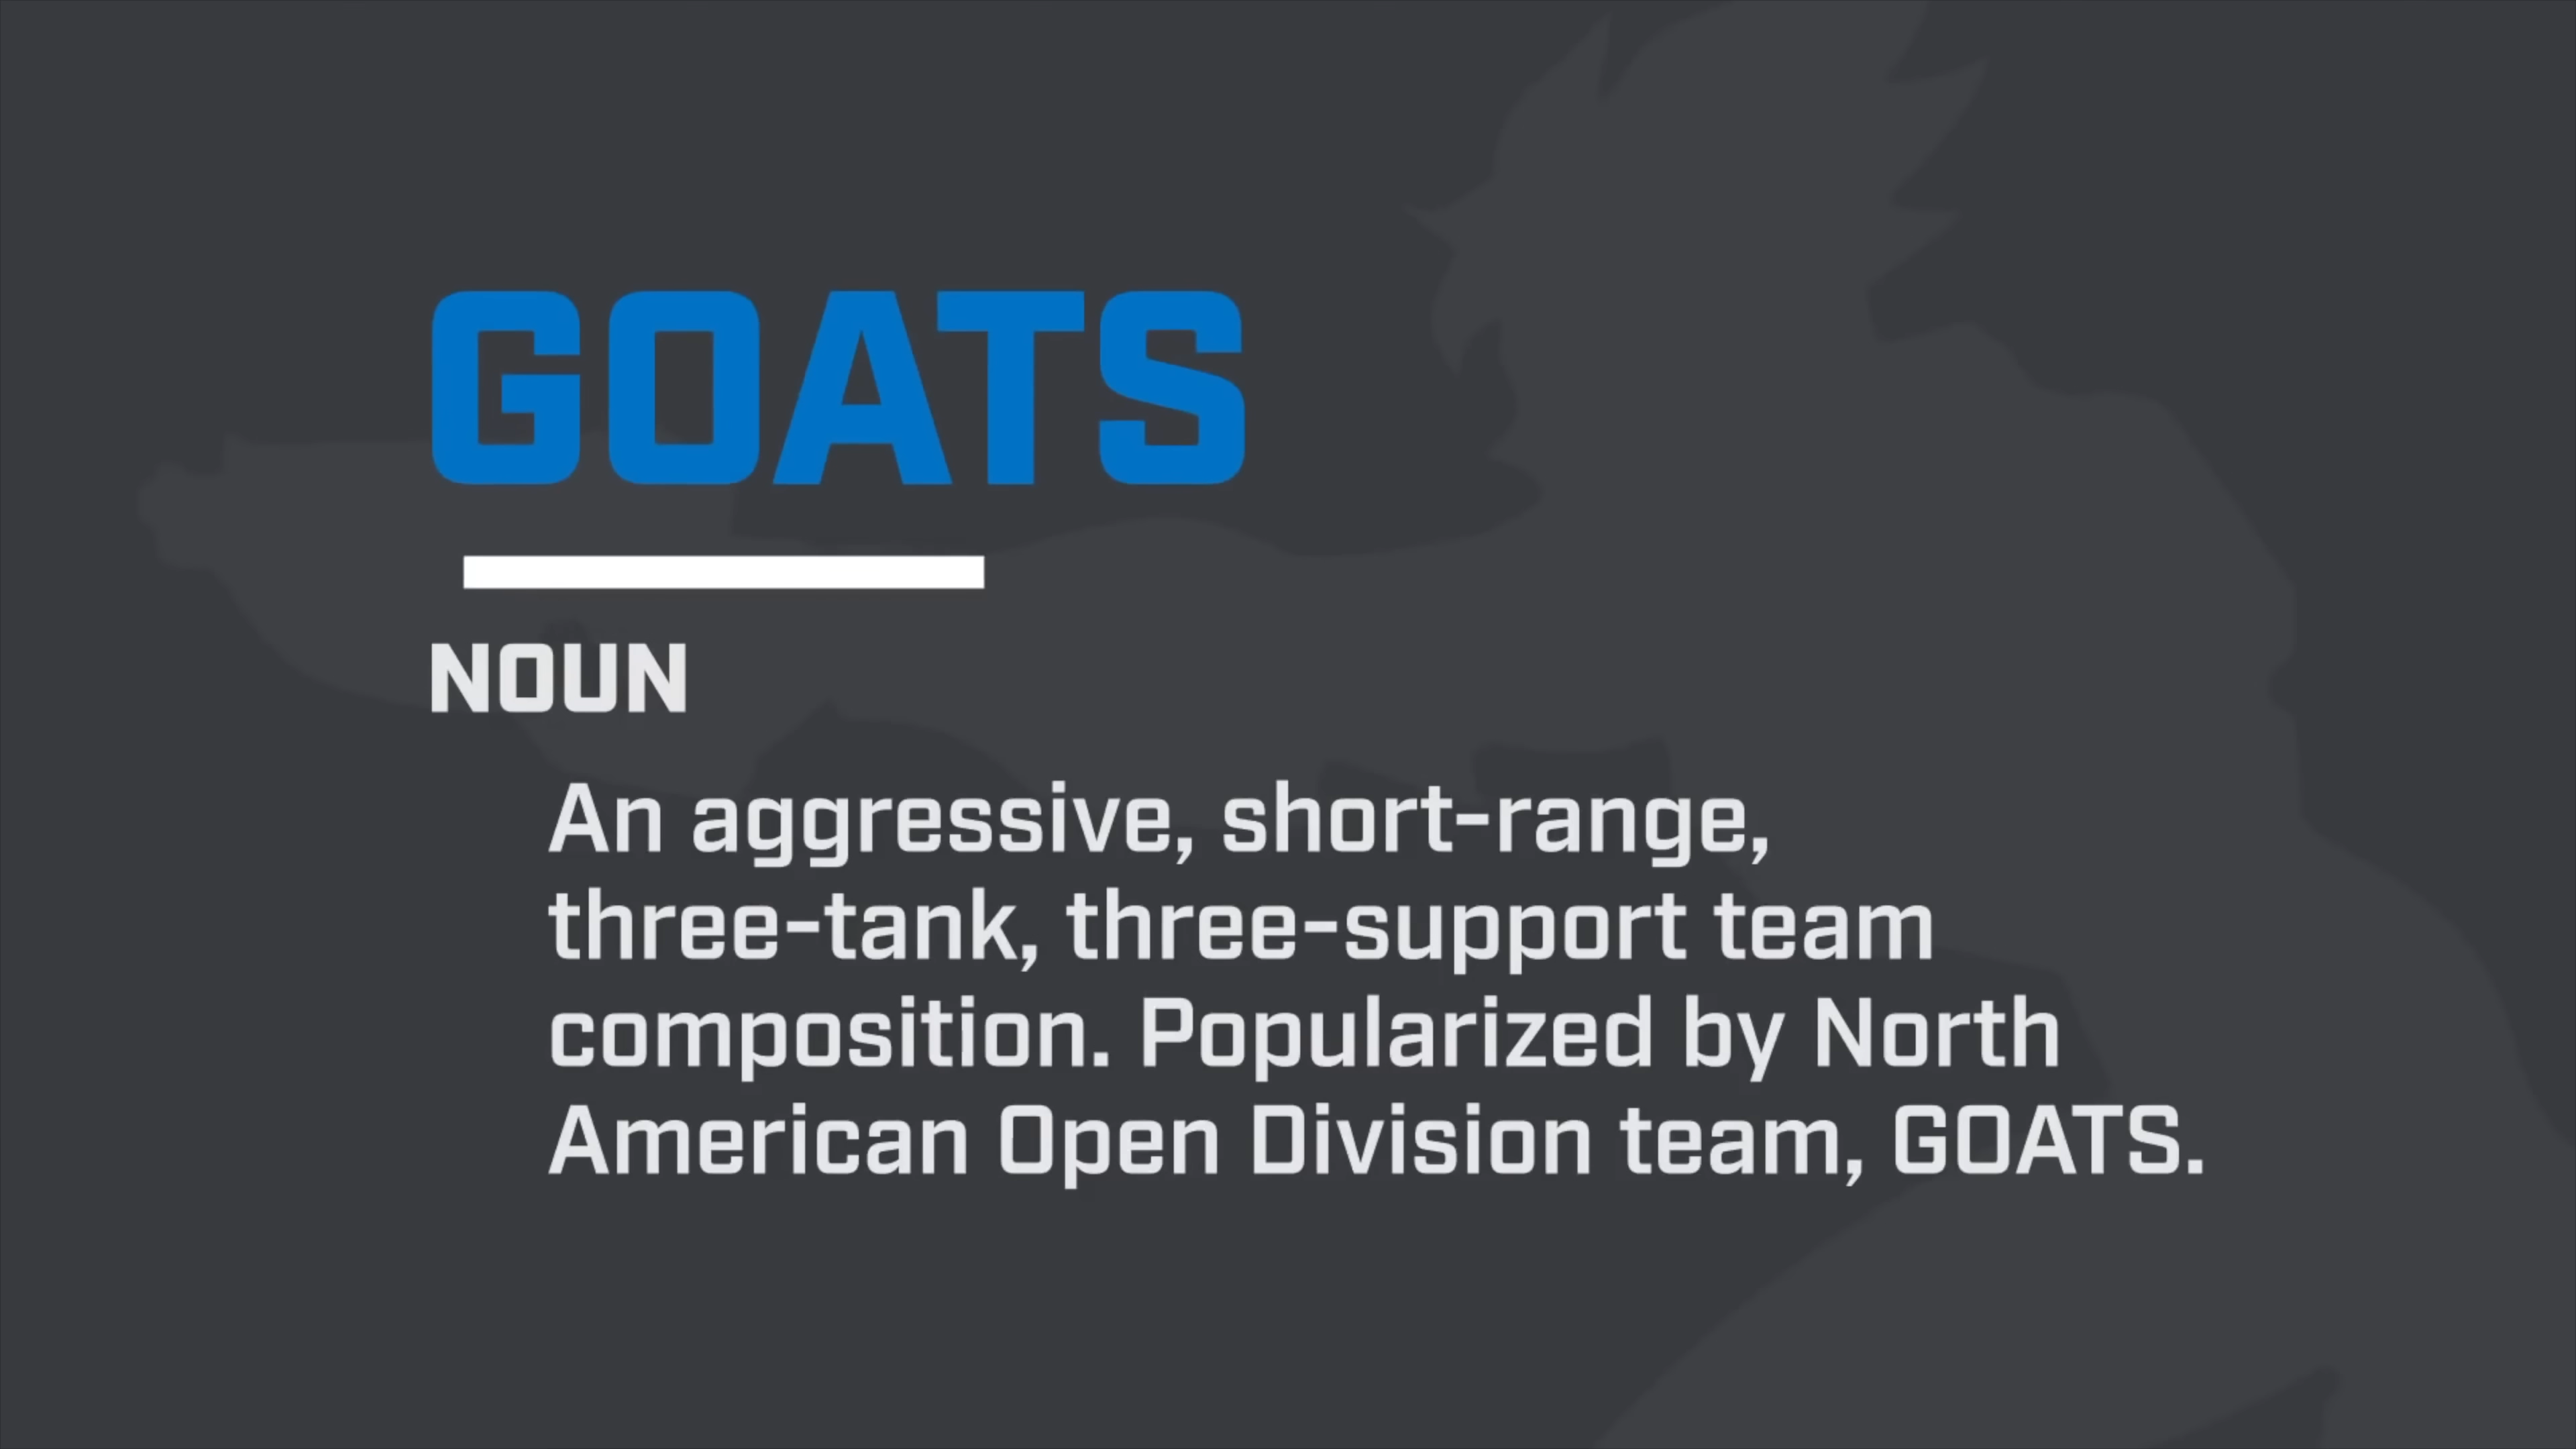 GOATS
NOUN
An aggressive, short-range,
three-tank, three-support team
composition. Popularized by North
American Open Division team, GOATS.